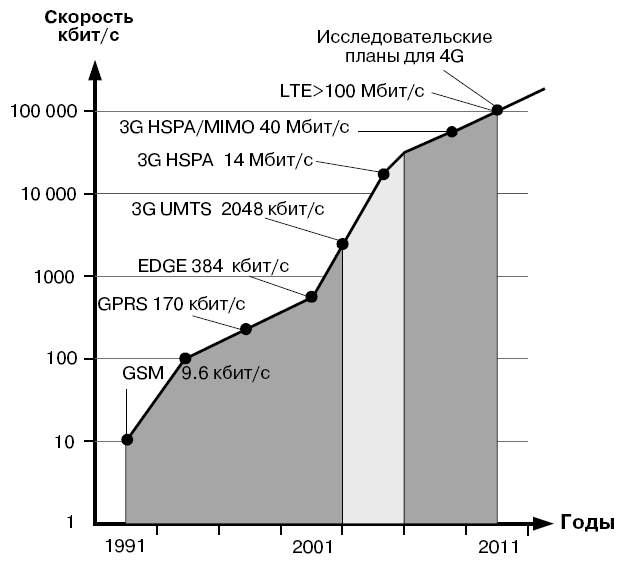 Скорость
кбит/с
Исследовательские
планы для 4G
LTE>100 Мбит/с
100 000
3G HSPA/MIMO 40 Мбит/с
3G HSPA 14 Мбит/с
10 000
3G UMTS 2048 кбит/с
EDGE 384 кбит/с
1000
GPRS 170 кбит/с
100
GSM 9.6 кбит/с
10
1
Годы
1991 2001 2011